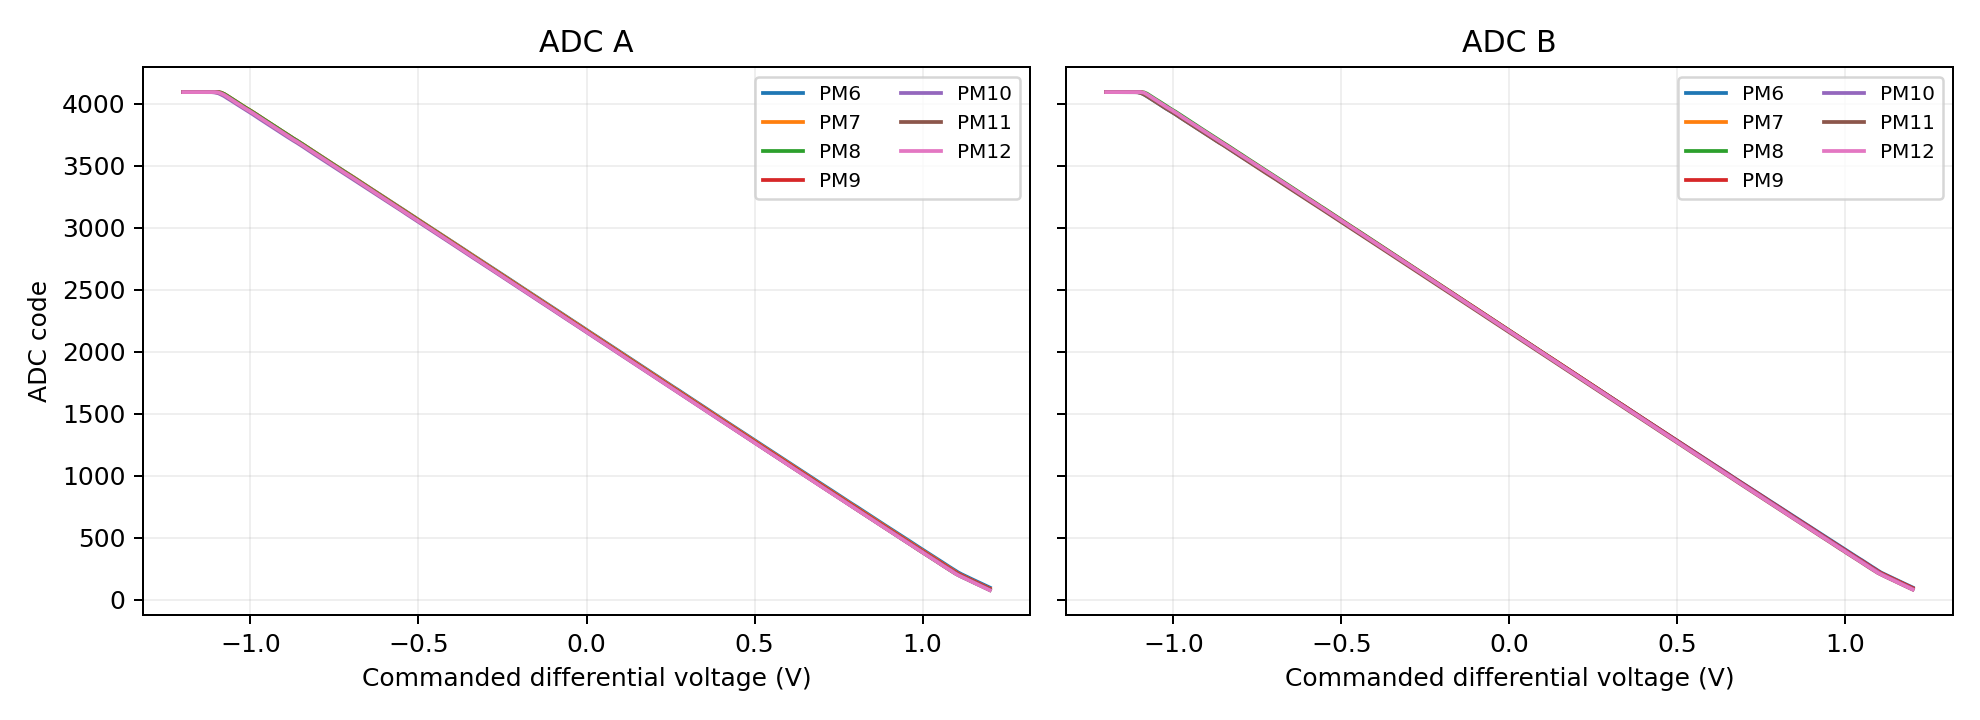 ADC A
ADC B
ADC code
4000
3500
3000
2500
2000
1500
1000
500
0
PM6
PM7
PM8
PM9
PM10
PM11
PM12
PM6
PM7
PM8
PM9
PM10
PM11
PM12
−1.0
−0.5
0.0
0.5
1.0
−1.0
−0.5
0.0
0.5
1.0
Commanded differential voltage (V)
Commanded differential voltage (V)